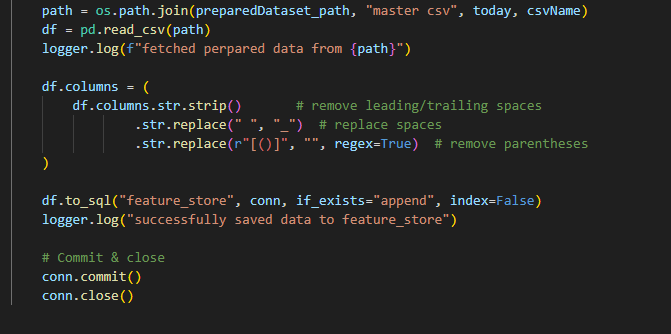 path = os.path.join(preparedDataset_path, "master csv", today, csvName)
df = pd.read_csv(path)
logger.log(f"fetched perpared data from {path}")
df.columns = (
df.columns.str.strip() # remove leading/trailing spaces
.str.replace(" ", "_") # replace spaces
.str.replace(r"[()]", "", regex=True) # remove parentheses
)
df.to_sql("feature_store", conn, if_exists="append", index=False)
logger.log("successfully saved data to feature_store")
# Commit & close
conn.commit()
conn.close()